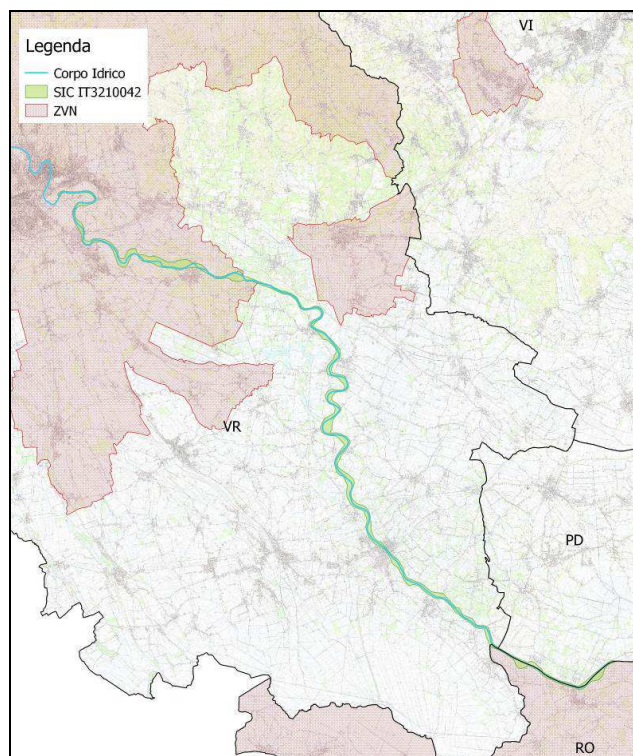 Legenda
Corpo Idrico
SIC IT3210042
ZVN
VI
VR
PD
RO